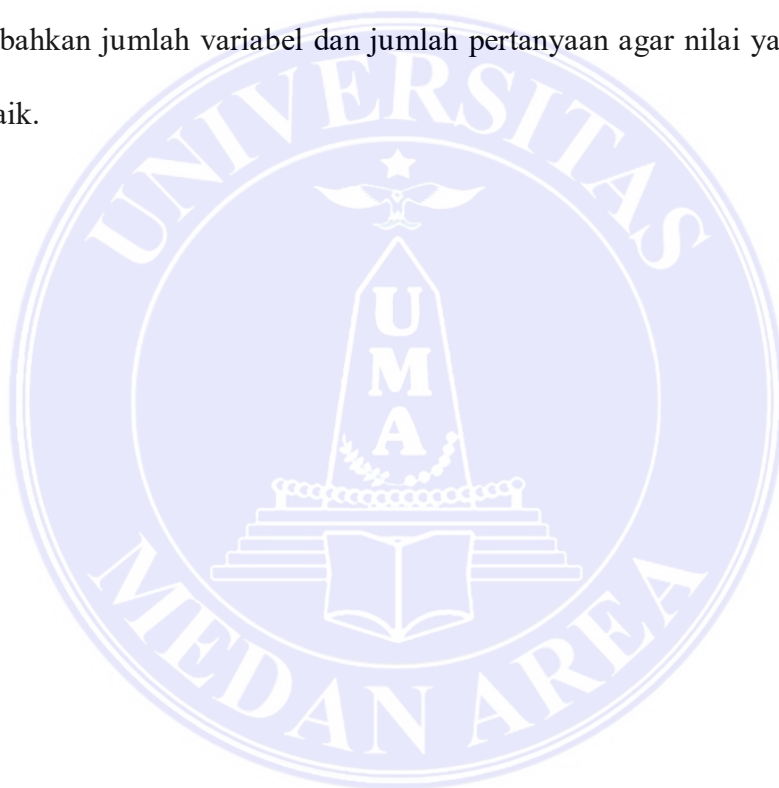 bahkan jumlah variabel dan jumlah pertanyaan agar nilai ya
aik.
UNIVERSITAS
UMA
MEDAN AREA